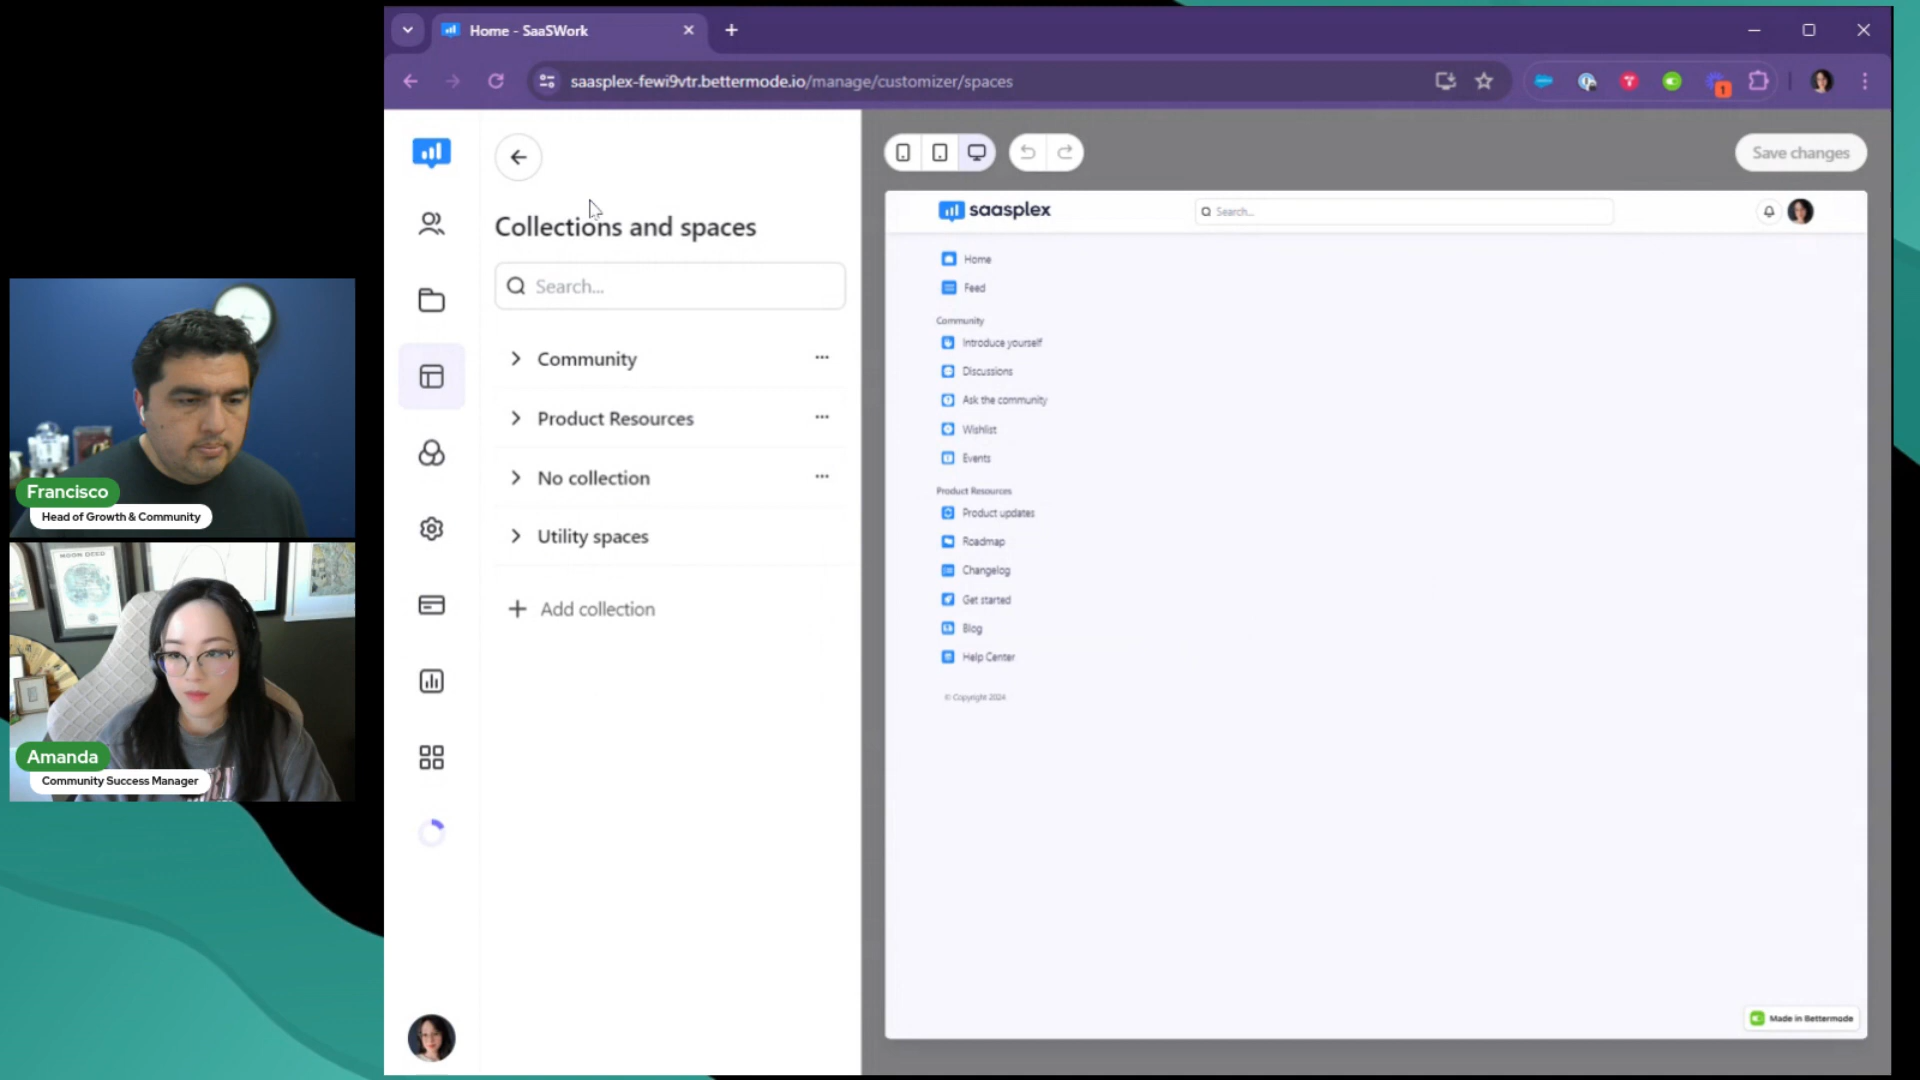 Home - SaaSWork
saasplex-fewi9vtr.bettermode.io/manage/customizer/spaces
1
Save changes
Collections and spaces
Search...
Community
Product Resources
No collection
Utility spaces
Add collection
saasplex
Search...
Home
Feed
Community
Introduce yourself
Discussions
Ask the community
Wishlist
Events
Product Resources
Product updates
Roadmap
Changelog
Get started
Blog
Help Center
© Copyright 2024
Made in Bettermode
Francisco
Head of Growth & Community
MOON DEED
Amanda
Community Success Manager